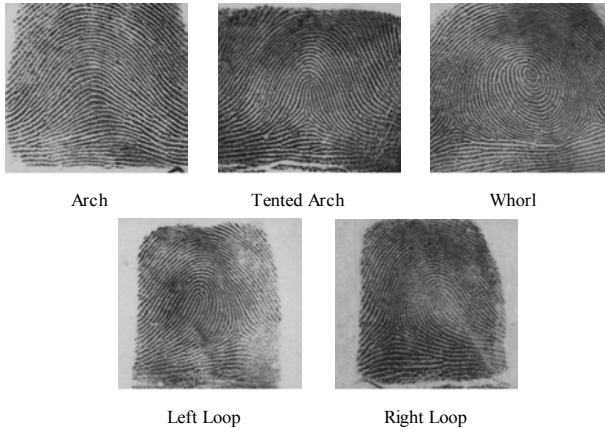 Arch
Tented Arch
Whorl
Left Loop
Right Loop